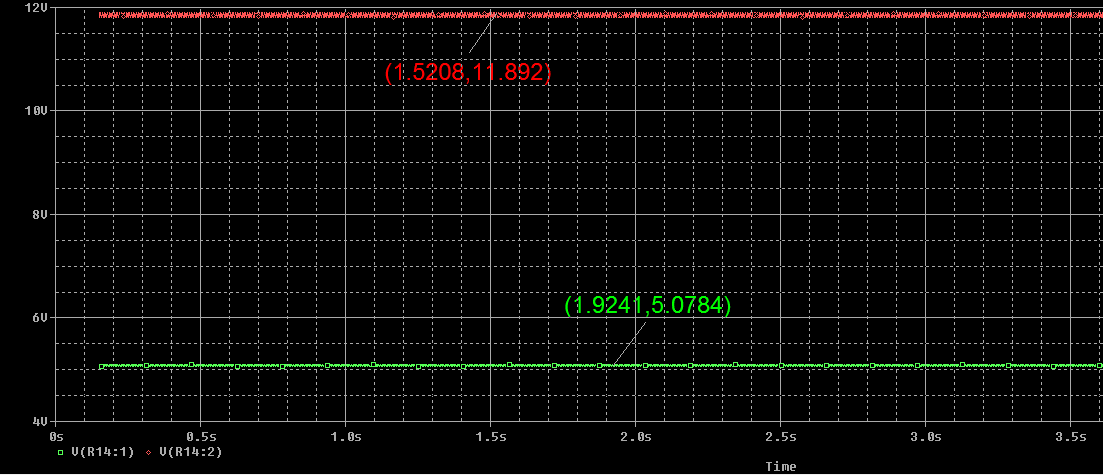 12V
(1.5208,11.892)
10V
8V
(1.9241,5.0784)
6V
4V
0s 0.5s 1.0s 1.5s 2.0s 2.5s 3.0s 3.5s
V(R14:1) V(R14:2)
Time